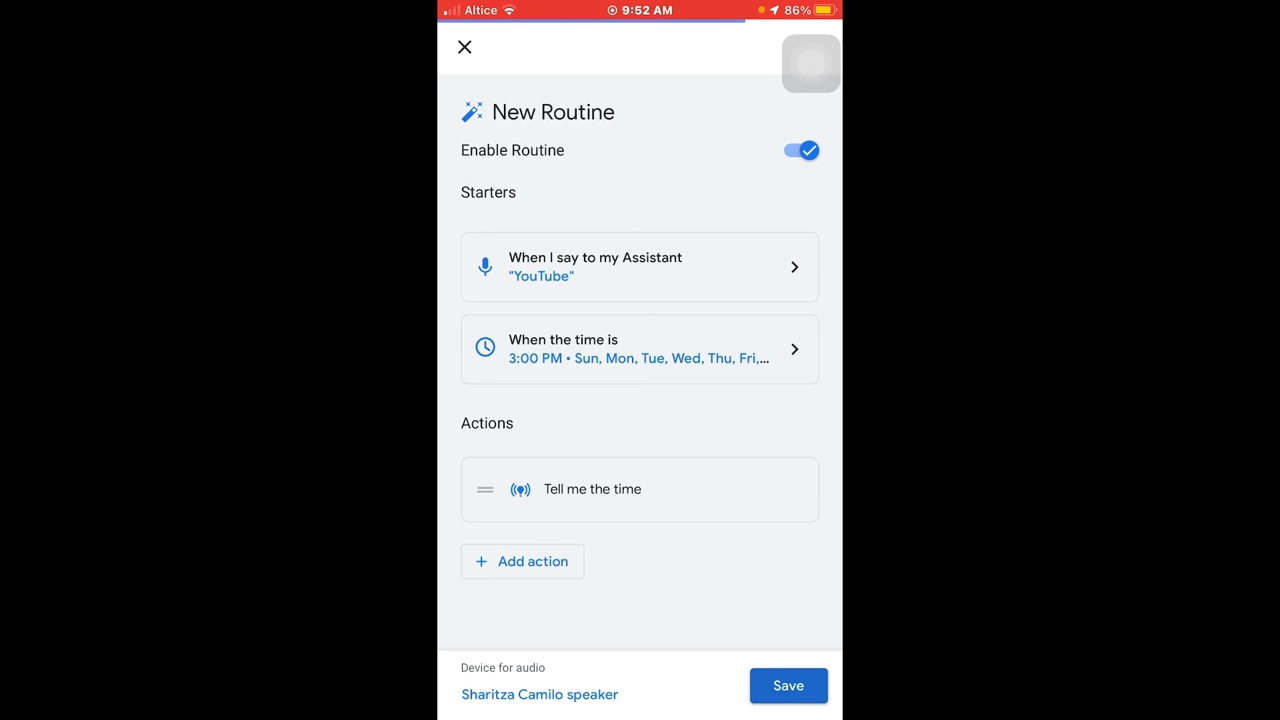 Altice 9:52 AM 86%
New Routine
Enable Routine
Starters
When I say to my Assistant
"YouTube"
When the time is
3:00 PM • Sun, Mon, Tue, Wed, Thu, Fri,...
Actions
Tell me the time
+ Add action
Device for audio
Sharitza Camilo speaker
Save